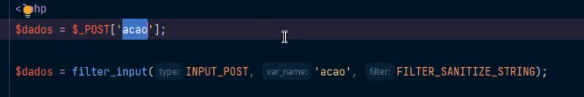 <?php
$dados = $_POST['acao'];
$dados = filter_input( type: INPUT_POST, var_name: 'acao', filter: FILTER_SANITIZE_STRING);